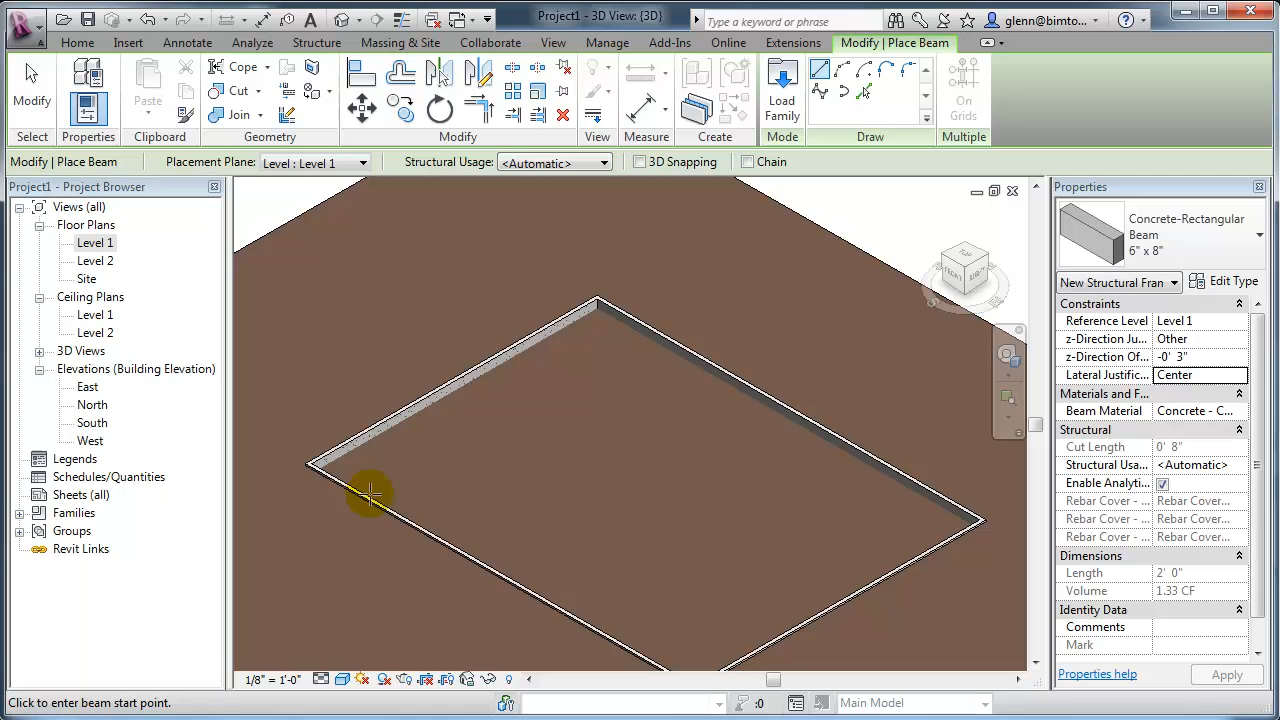 Project1 - 3D View: {3D}
Type a keyword or phrase
glenn@bimto...
Home Insert Annotate Analyze Structure Massing & Site Collaborate View Manage Add-Ins Online Extensions Modify | Place Beam
Modify
Properties
Paste
Cope
Cut
Join
Load
Family
On
Grids
Select Properties Clipboard Geometry Modify View Measure Create Mode Draw Multiple
Modify | Place Beam Placement Plane: Level : Level 1 Structural Usage: <Automatic> 3D Snapping Chain
Project1 - Project Browser
Views (all)
Floor Plans
Level 1
Level 2
Site
Ceiling Plans
Level 1
Level 2
3D Views
Elevations (Building Elevation)
East
North
South
West
Legends
Schedules/Quantities
Sheets (all)
Families
Groups
Revit Links
TOP
FRONT
RIGHT
1/8" = 1'-0"
Properties
Concrete-Rectangular
Beam
6" x 8"
New Structural Fran Edit Type
Constraints
Reference Level Level 1
z-Direction Ju... Other
z-Direction Of... -0' 3"
Lateral Justific... Center
Materials and F...
Beam Material Concrete - C...
Structural
Cut Length 0' 8"
Structural Usa... <Automatic>
Enable Analyti...
Rebar Cover - ... Rebar Cover...
Rebar Cover - ... Rebar Cover...
Rebar Cover - ... Rebar Cover...
Dimensions
Length 2' 0"
Volume 1.33 CF
Identity Data
Comments
Mark
Properties help Apply
Click to enter beam start point. :0 Main Model